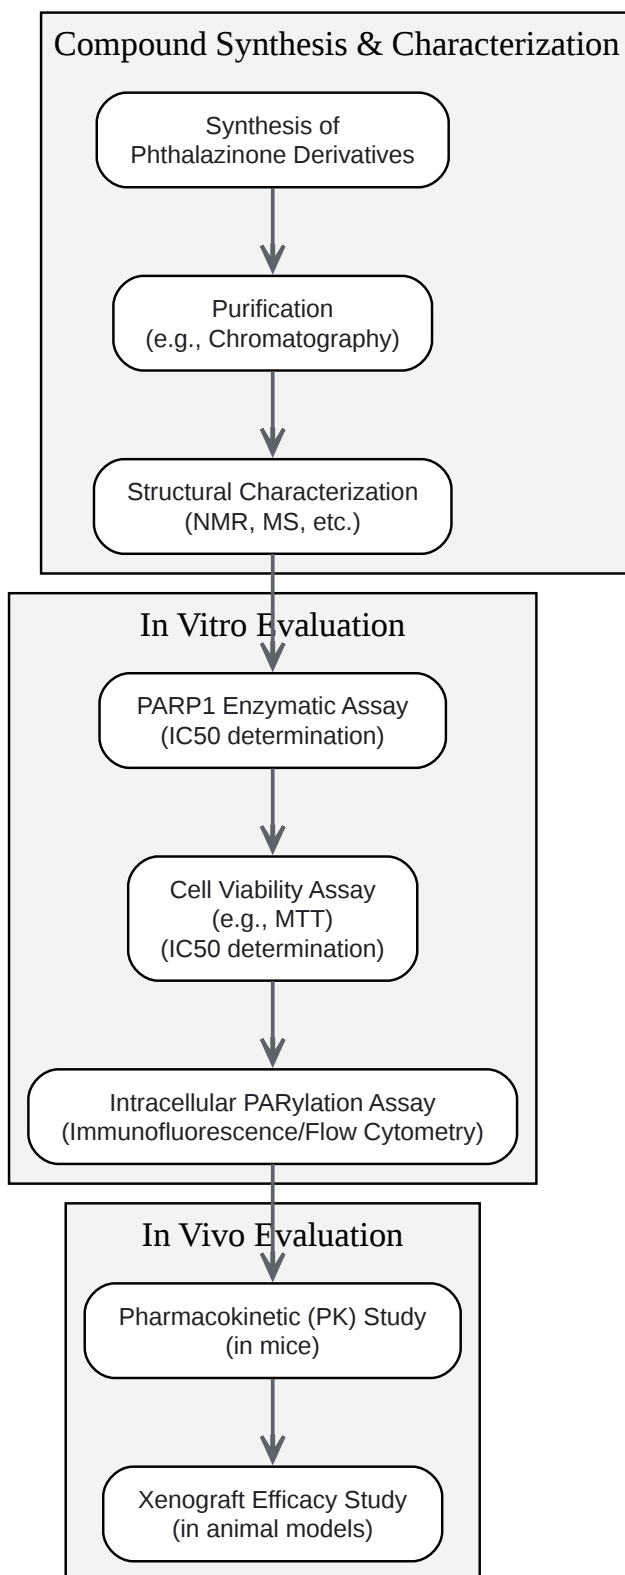 Compound Synthesis & Characterization
Synthesis of
Phthalazinone Derivatives
Purification
(e.g., Chromatography)
Structural Characterization
(NMR, MS, etc.)
In Vitro Evaluation
PARP1 Enzymatic Assay
(IC50 determination)
Cell Viability Assay
(e.g., MTT)
(IC50 determination)
Intracellular PARylation Assay
(Immunofluorescence/Flow Cytometry)
In Vivo Evaluation
Pharmacokinetic (PK) Study
(in mice)
Xenograft Efficacy Study
(in animal models)